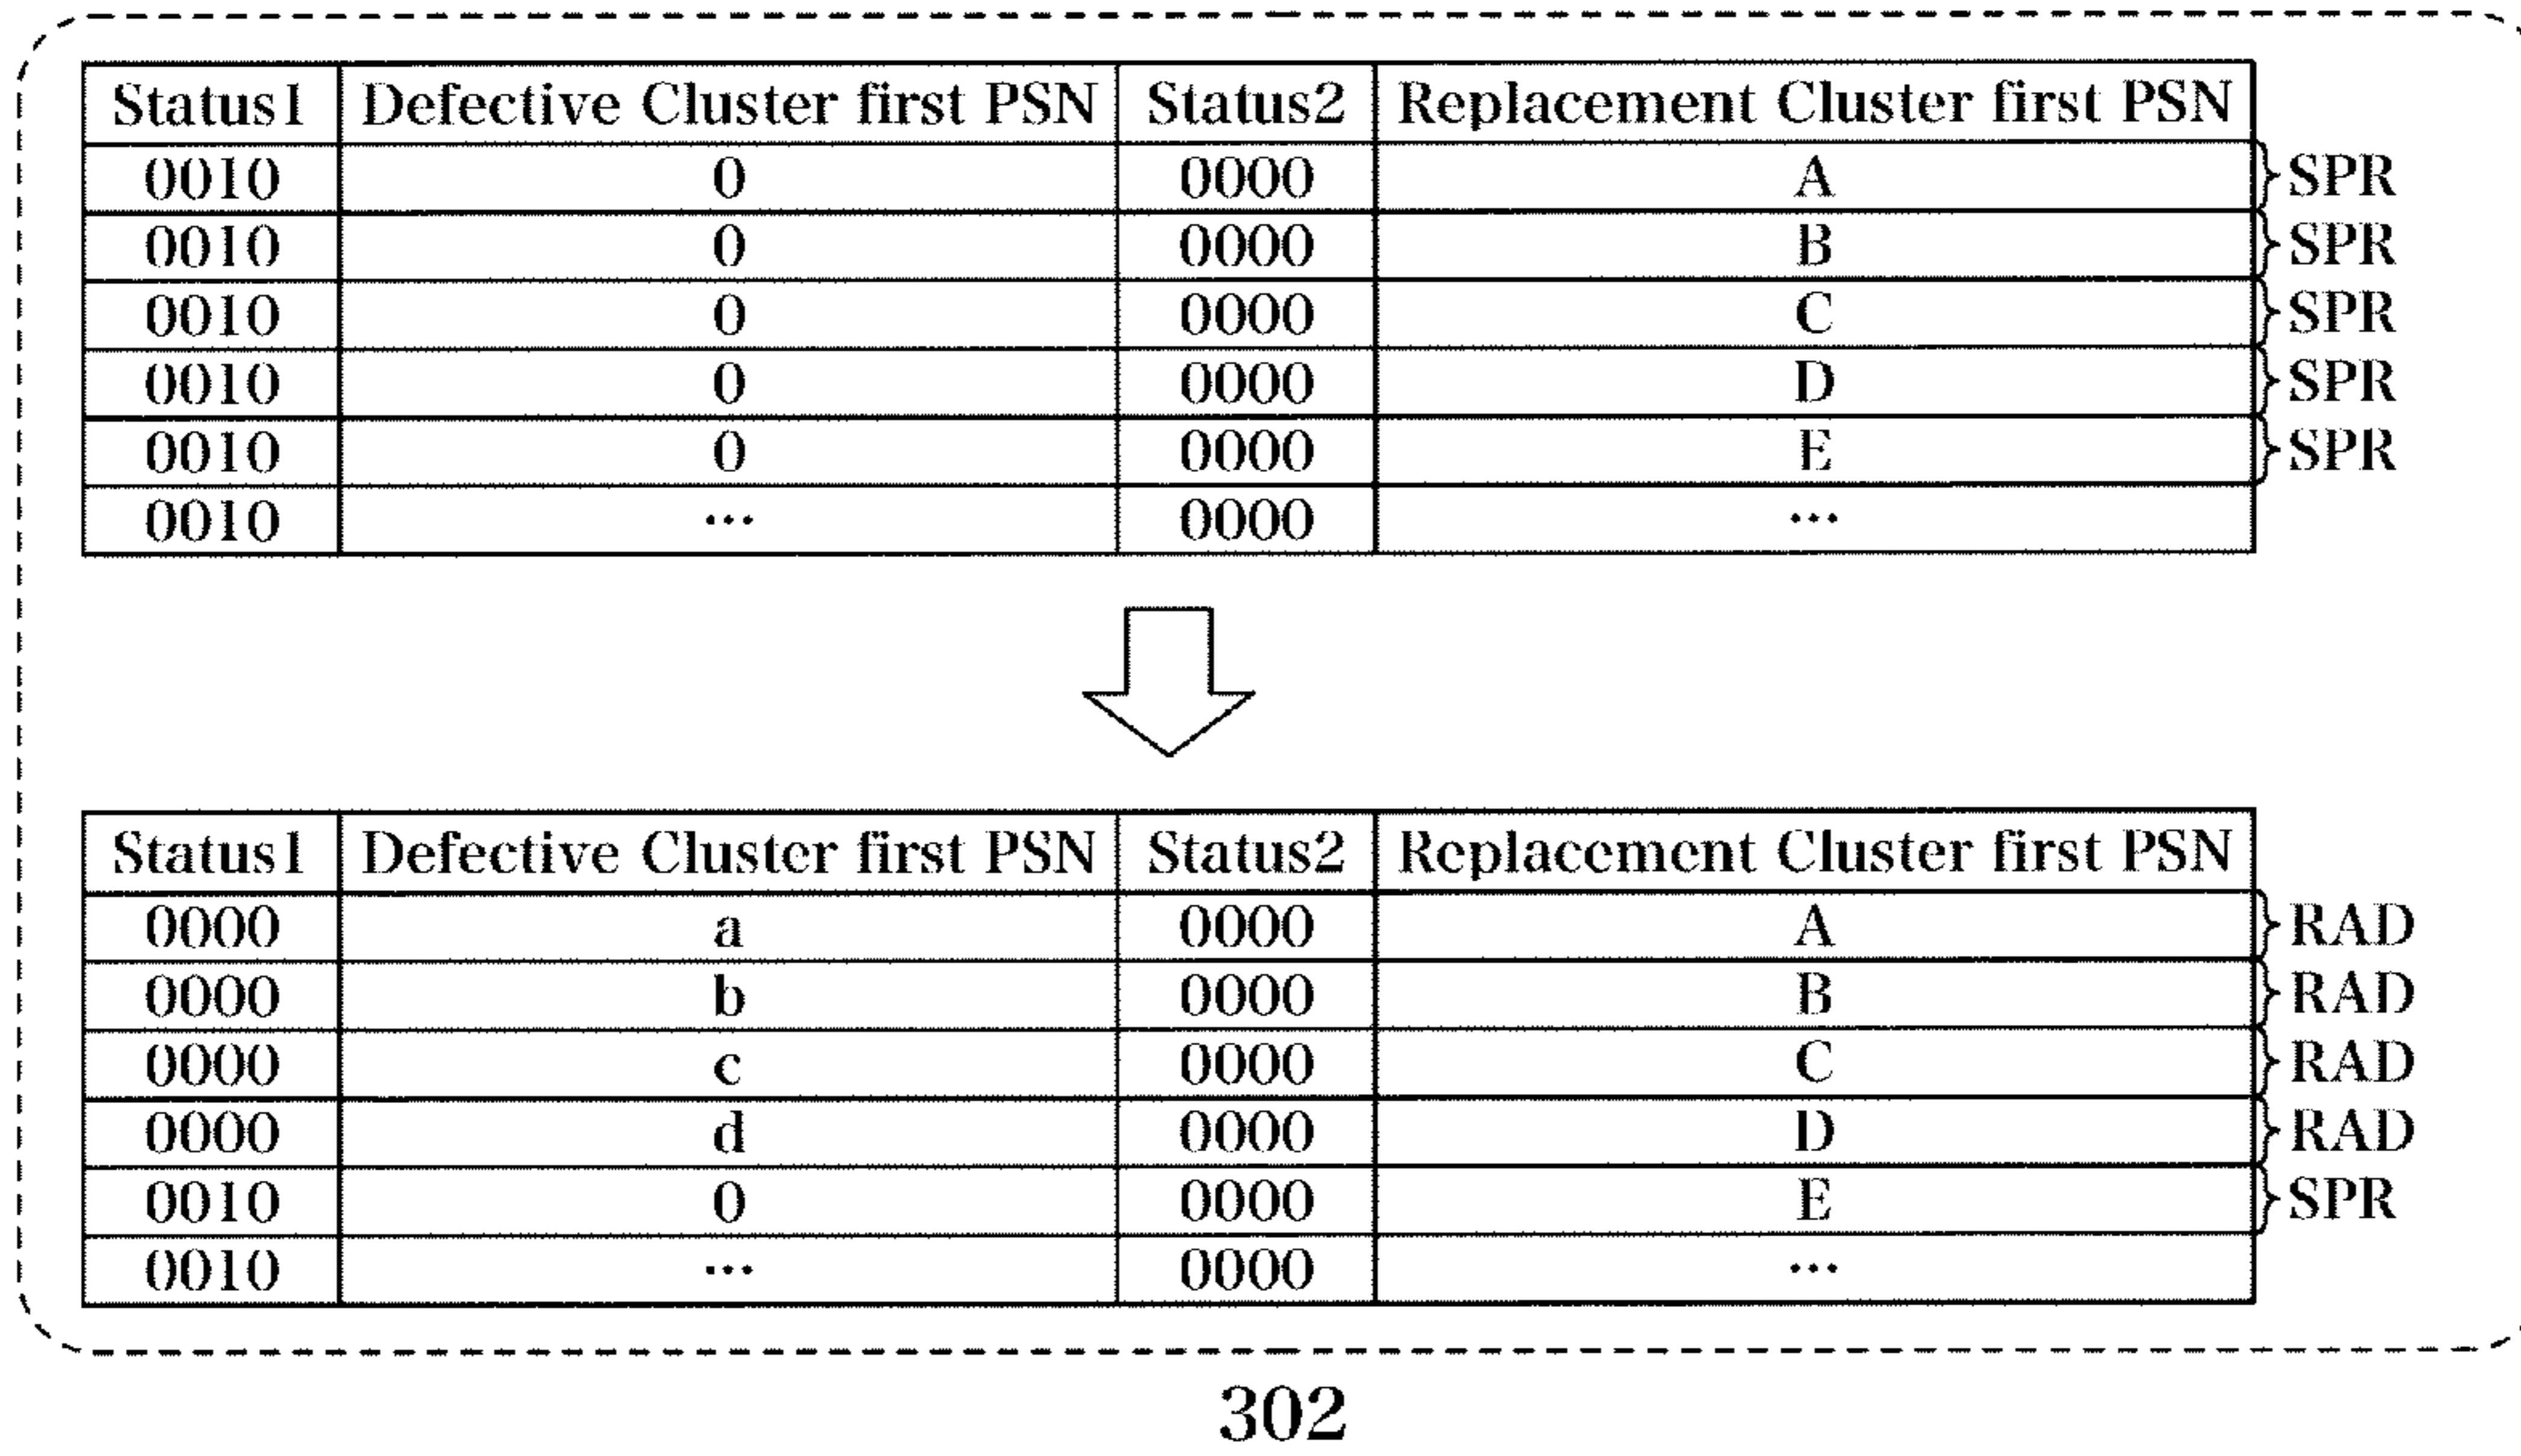 Status1 Defective Cluster first PSN Status2 Replacement Cluster first PSN
0010 0 0000 A SPR
0010 0 0000 B SPR
0010 0 0000 C SPR
0010 0 0000 D SPR
0010 0 0000 E SPR
0010 ... 0000 ...
Status1 Defective Cluster first PSN Status2 Replacement Cluster first PSN
0000 a 0000 A RAD
0000 b 0000 B RAD
0000 c 0000 C RAD
0000 d 0000 D RAD
0010 0 0000 E SPR
0010 ... 0000 ...
302